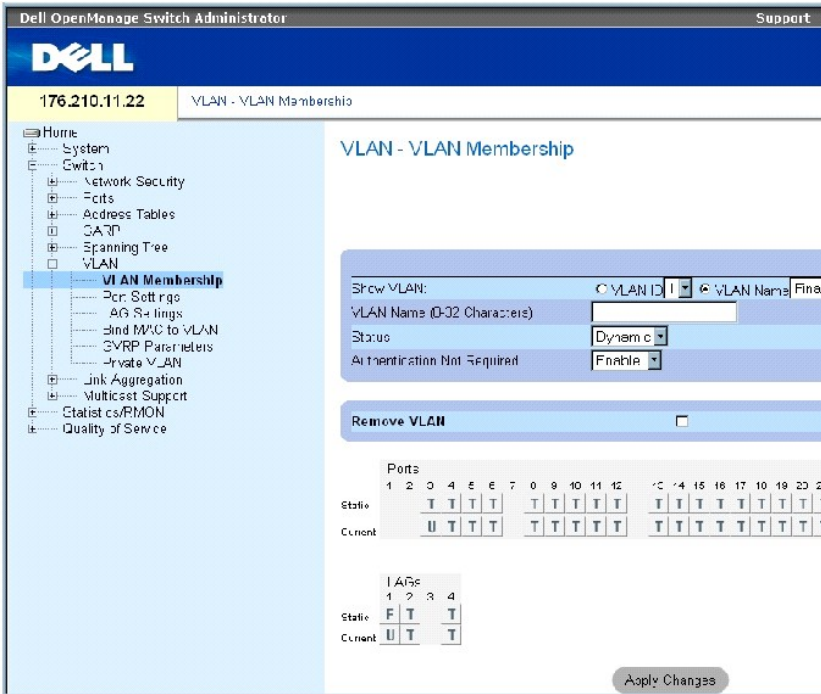 Dell OpenManage Switch Administrator Support
DELL
176.210.11.22 VLAN - VLAN Membership
Home
System
Switch
Network Security
Ports
Address Tables
GARP
Spanning Tree
VLAN
VLAN Membership
Port Settings
LAG Settings
Bind MAC to VLAN
GVRP Parameters
Private VLAN
Link Aggregation
Multicast Support
Statistics/RMON
Quality of Service
VLAN - VLAN Membership
Show VLAN: VLAN ID 1 VLAN Name Fina
VLAN Name (0-32 Characters)
Status Dynamic
Authentication Not Required Enable
Remove VLAN
Ports
1 2 3 4 5 6 7 8 9 10 11 12 13 14 15 16 17 18 19 20 2
Static T T T T T T T T T T T T T T T T T
Current U T T T T T T T T T T T T T T T T
LAGs
1 2 3 4
Static F T T
Current U T T
Apply Changes